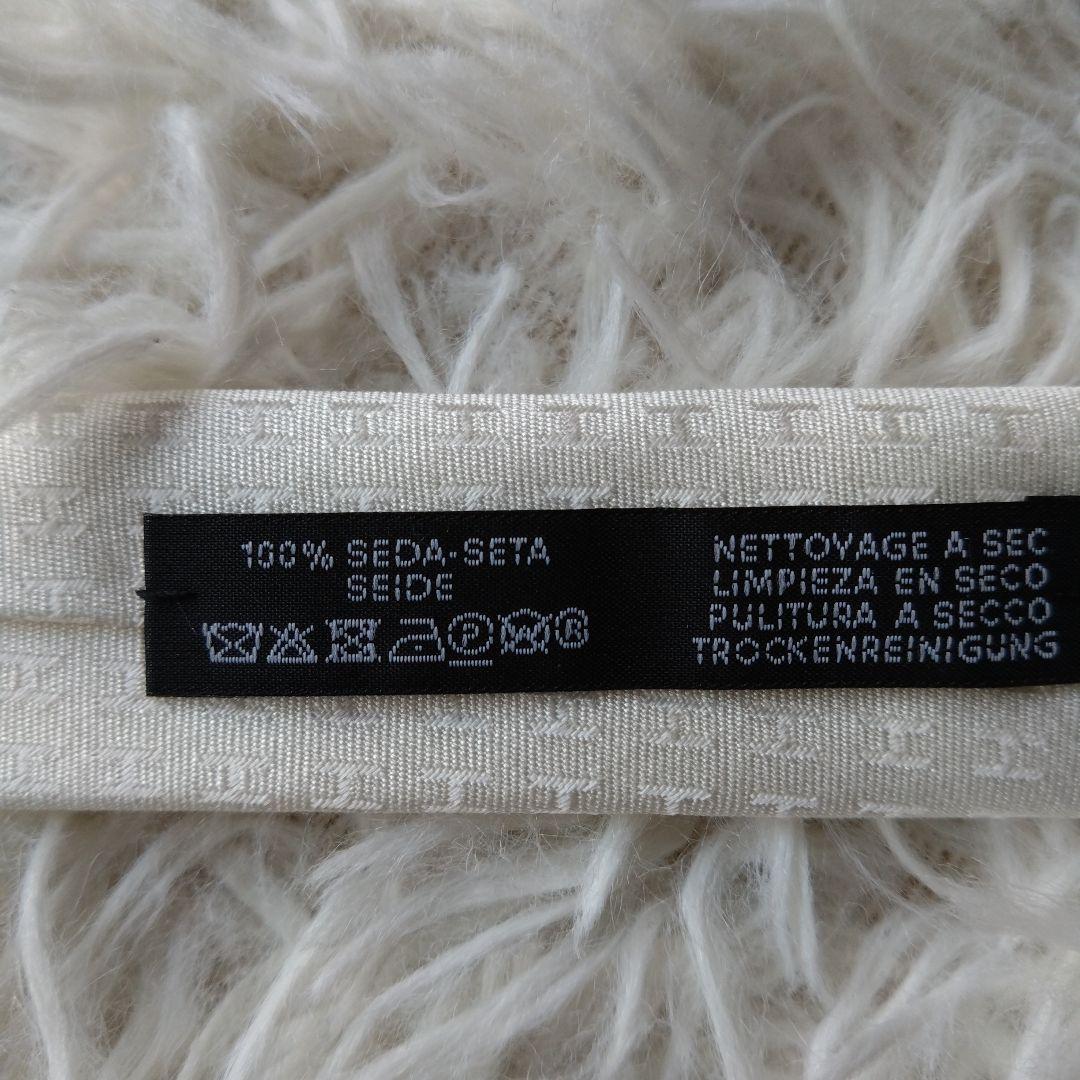 100% SEDA-SETA
SEIDE
P W ®
NETTOYAGE A SEC
LIMPIEZA EN SECO
PULITURA A SECCO
TROCKENREINIGUNG